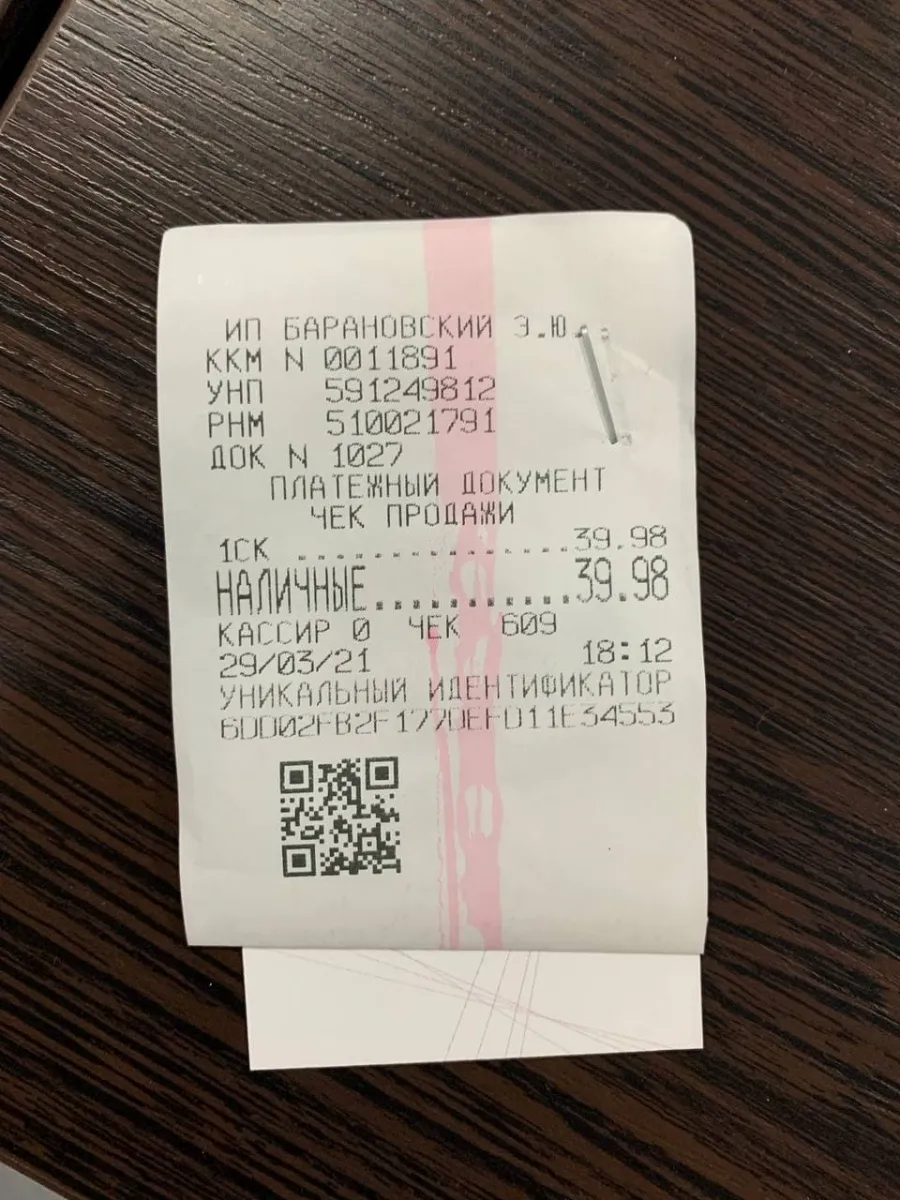 ИП БАРАНОВСКИЙ Э.Ю.
ККМ N 0011891
УНП 591249812
РНМ 510021791
ДОК N 1027
ПЛАТЕЖНЫЙ ДОКУМЕНТ
ЧЕК ПРОДАЖИ
1СК ..............39.98
НАЛИЧНЫЕ..........39.98
КАССИР 0 ЧЕК 609
29/03/21 18:12
УНИКАЛЬНЫЙ ИДЕНТИФИКАТОР
6DD02FB2F177DEFD11E34553